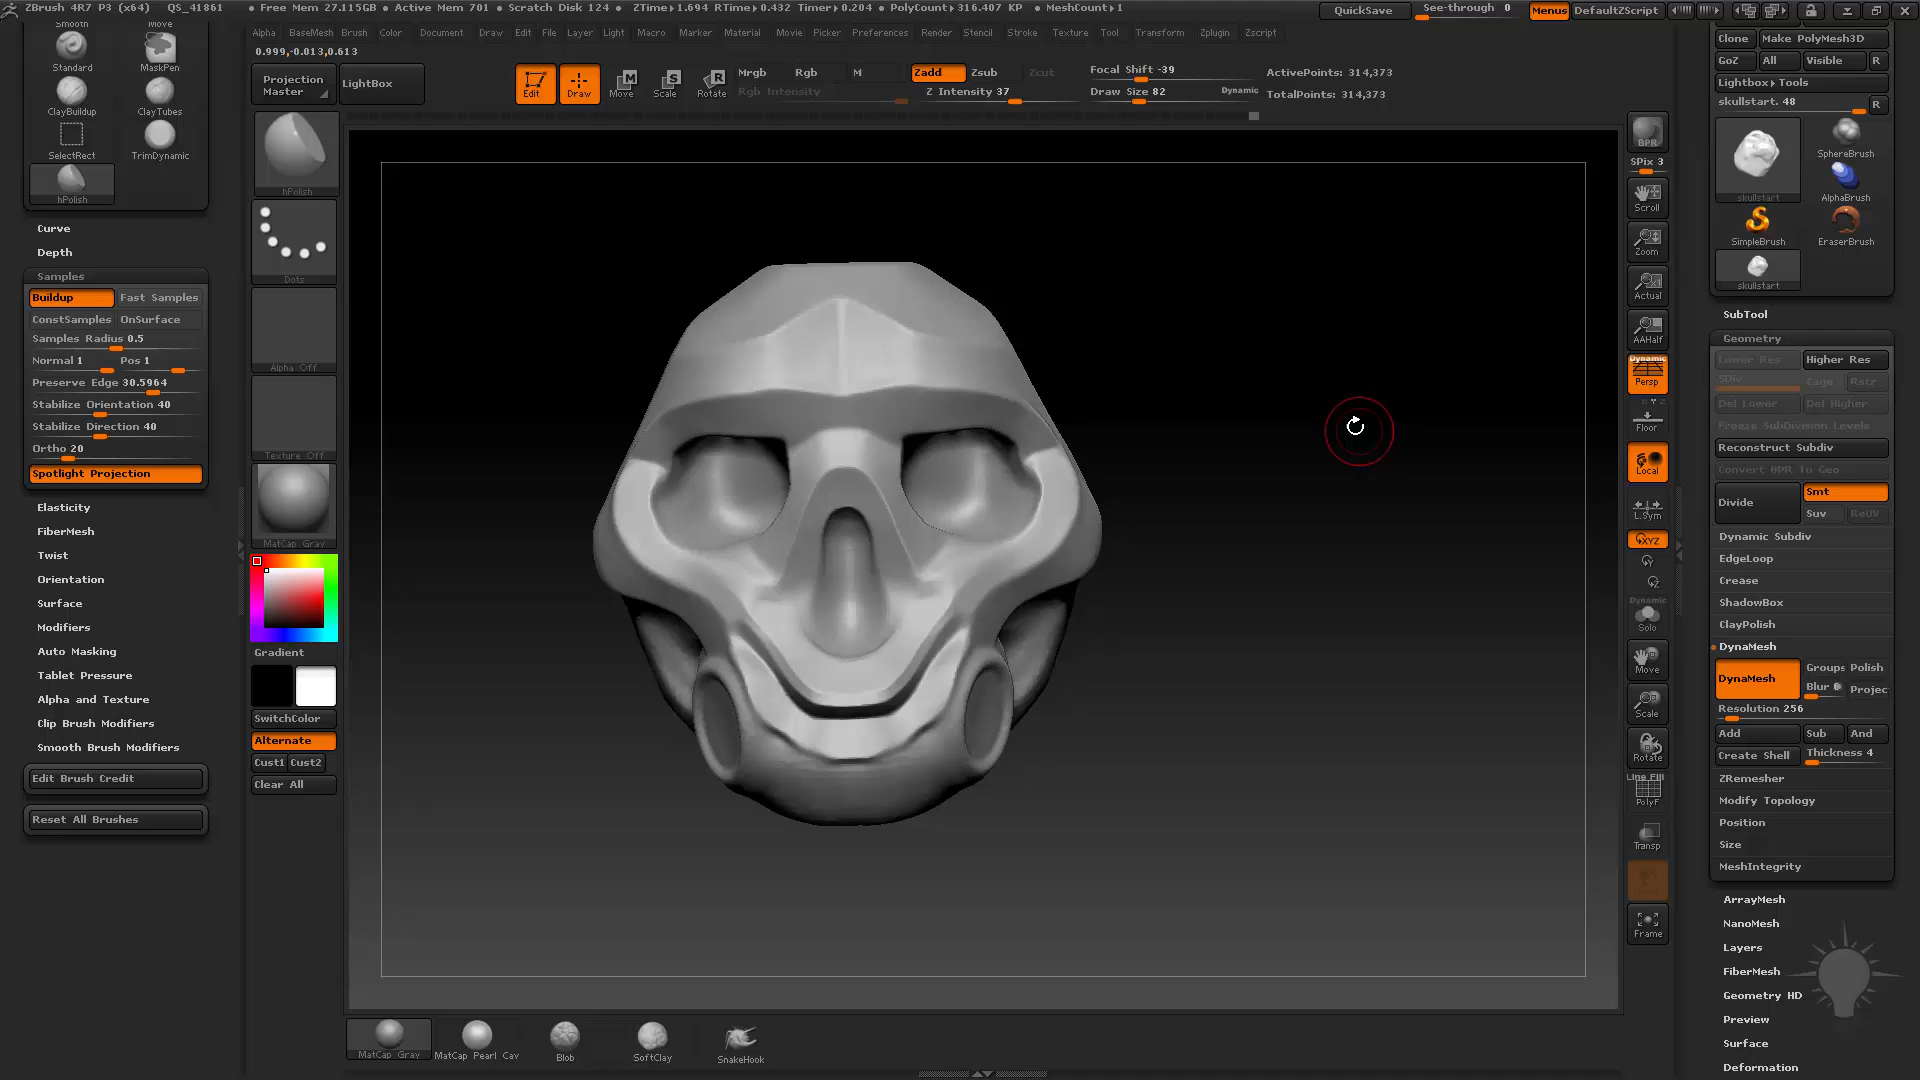 ZBrush 4R7 P3 (x64) QS_41861 • Free Mem 27.115GB • Active Mem 701 • Scratch Disk 124 • ZTime▸1.694 RTime▸0.432 Timer▸0.204 • PolyCount▸316.407 KP • MeshCount▸1
QuickSave
See-through 0
Menus
DefaultZScript
Alpha BaseMesh Brush Color Document Draw Edit File Layer Light Macro Marker Material Movie Picker Preferences Render Stencil Stroke Texture Tool Transform Zplugin Zscript
0.999,-0.013,0.613
Projection Master
LightBox
Edit
Draw
Move
Scale
Rotate
Mrgb Rgb M
Rgb Intensity
Zadd Zsub Zcut
Z Intensity 37
Focal Shift -39
Draw Size 82
Dynamic
ActivePoints: 314,373
TotalPoints: 314,373
Smooth Move
Standard MaskPen
ClayBuildup ClayTubes
SelectRect TrimDynamic
hPolish
Curve
Depth
Samples
Buildup Fast Samples
ConstSamples OnSurface
Samples Radius 0.5
Normal 1 Pos 1
Preserve Edge 30.5964
Stabilize Orientation 40
Stabilize Direction 40
Ortho 20
Spotlight Projection
Elasticity
FiberMesh
Twist
Orientation
Surface
Modifiers
Auto Masking
Tablet Pressure
Alpha and Texture
Clip Brush Modifiers
Smooth Brush Modifiers
Edit Brush Credit
Reset All Brushes
hPolish
Dots
Alpha Off
Texture Off
MatCap Gray
Gradient
SwitchColor
Alternate
Cust1 Cust2
Clear All
MatCap Gray
MatCap Pearl Cav
Blob
SoftClay
SnakeHook
BPR
SPix 3
Scroll
Zoom
Actual
AAHalf
Dynamic
Persp
Floor
Local
L.Sym
XYZ
Y
Z
Dynamic
Solo
Move
Scale
Rotate
Line Fill
PolyF
Transp
Frame
Clone Make PolyMesh3D
GoZ All Visible R
Lightbox▸Tools
skullstart. 48 R
skullstart
SphereBrush
AlphaBrush
SimpleBrush
EraserBrush
skullstart
SubTool
Geometry
Lower Res Higher Res
SDiv Cage Rstr
Del Lower Del Higher
Freeze SubDivision Levels
Reconstruct Subdiv
Convert BPR To Geo
Divide Smt
Suv ReUV
Dynamic Subdiv
EdgeLoop
Crease
ShadowBox
ClayPolish
DynaMesh
DynaMesh Groups Polish
Blur Projec
Resolution 256
Add Sub And
Create Shell Thickness 4
ZRemesher
Modify Topology
Position
Size
MeshIntegrity
ArrayMesh
NanoMesh
Layers
FiberMesh
Geometry HD
Preview
Surface
Deformation